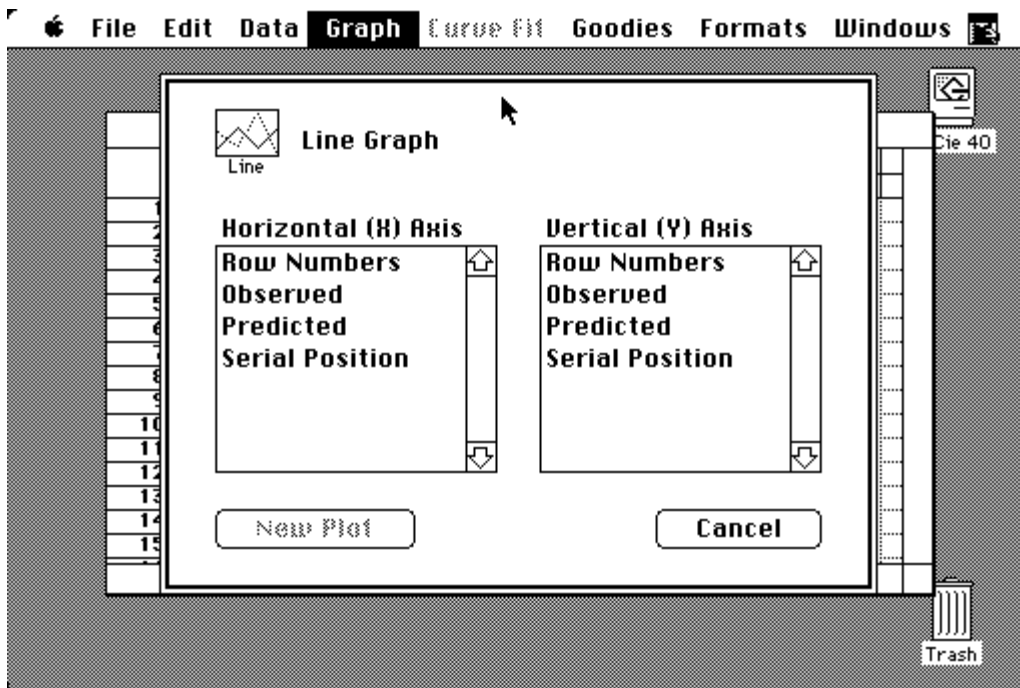 File Edit Data Graph Curve Fit Goodies Formats Windows
Line Graph
Line
Cie 40
Horizontal (X) Axis
Row Numbers
Observed
Predicted
Serial Position
Vertical (Y) Axis
Row Numbers
Observed
Predicted
Serial Position
10
11
12
13
14
15
New Plot
Cancel
Trash